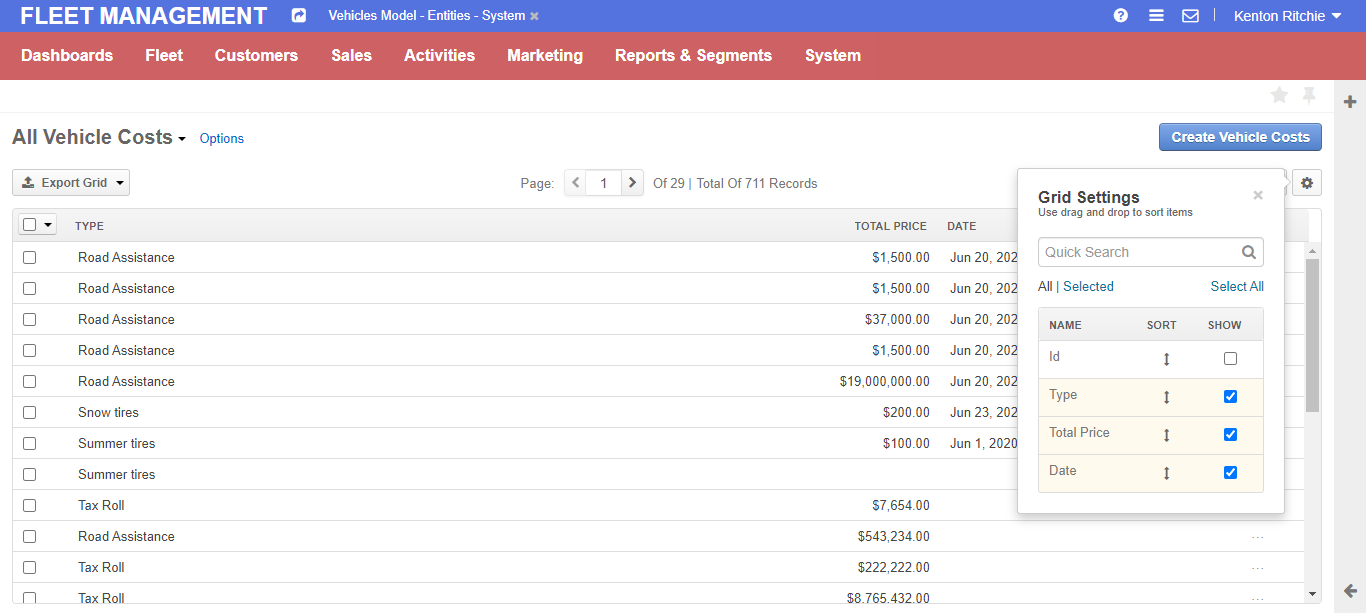 FLEET MANAGEMENT Vehicles Model - Entities - System × Kenton Ritchie
Dashboards Fleet Customers Sales Activities Marketing Reports & Segments System
All Vehicle Costs Options Create Vehicle Costs
Export Grid Page: 1 Of 29 | Total Of 711 Records
TYPE TOTAL PRICE DATE
Road Assistance $1,500.00 Jun 20, 202
Road Assistance $1,500.00 Jun 20, 202
Road Assistance $37,000.00 Jun 20, 202
Road Assistance $1,500.00 Jun 20, 202
Road Assistance $19,000,000.00 Jun 20, 202
Snow tires $200.00 Jun 23, 202
Summer tires $100.00 Jun 1, 2020
Summer tires
Tax Roll $7,654.00
Road Assistance $543,234.00 ...
Tax Roll $222,222.00 ...
Tax Roll $8,765,432.00 ...
Grid Settings ×
Use drag and drop to sort items
Quick Search
All | Selected Select All
NAME SORT SHOW
Id
Type
Total Price
Date